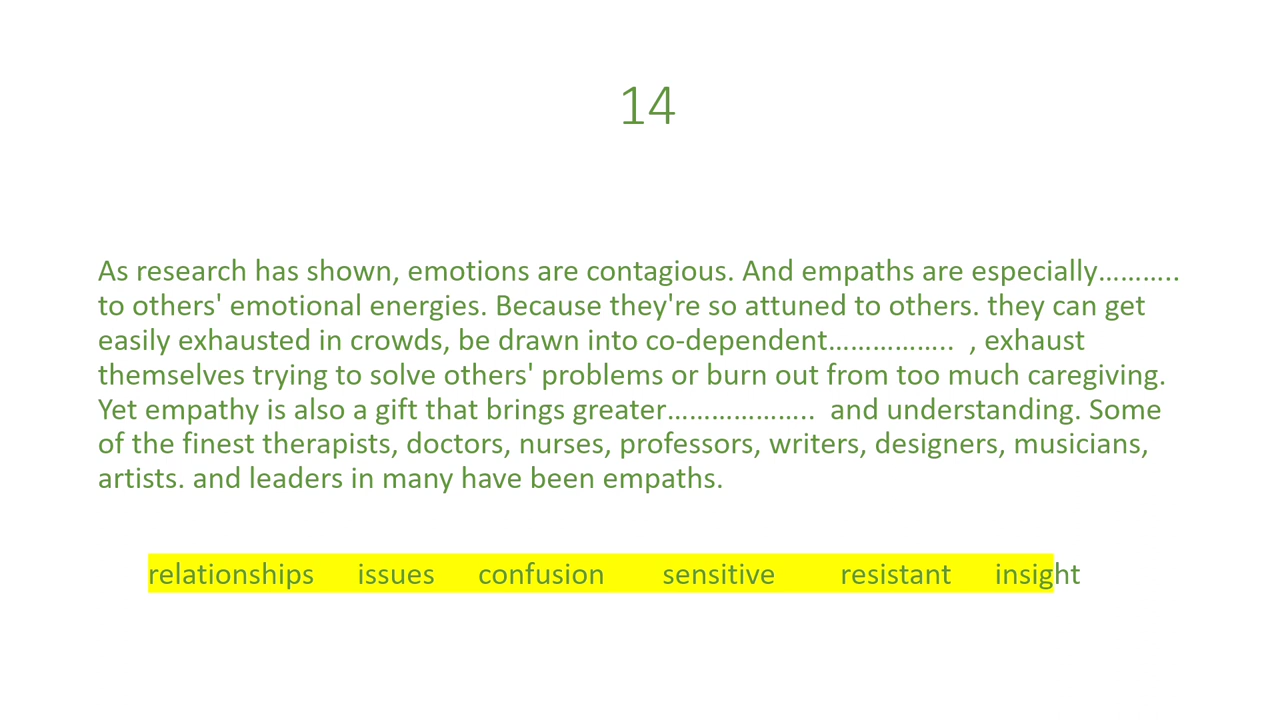 14
As research has shown, emotions are contagious. And empaths are especially………..
to others' emotional energies. Because they're so attuned to others. they can get
easily exhausted in crowds, be drawn into co-dependent…………….. , exhaust
themselves trying to solve others' problems or burn out from too much caregiving.
Yet empathy is also a gift that brings greater……………….. and understanding. Some
of the finest therapists, doctors, nurses, professors, writers, designers, musicians,
artists. and leaders in many have been empaths.
relationships issues confusion sensitive resistant insight